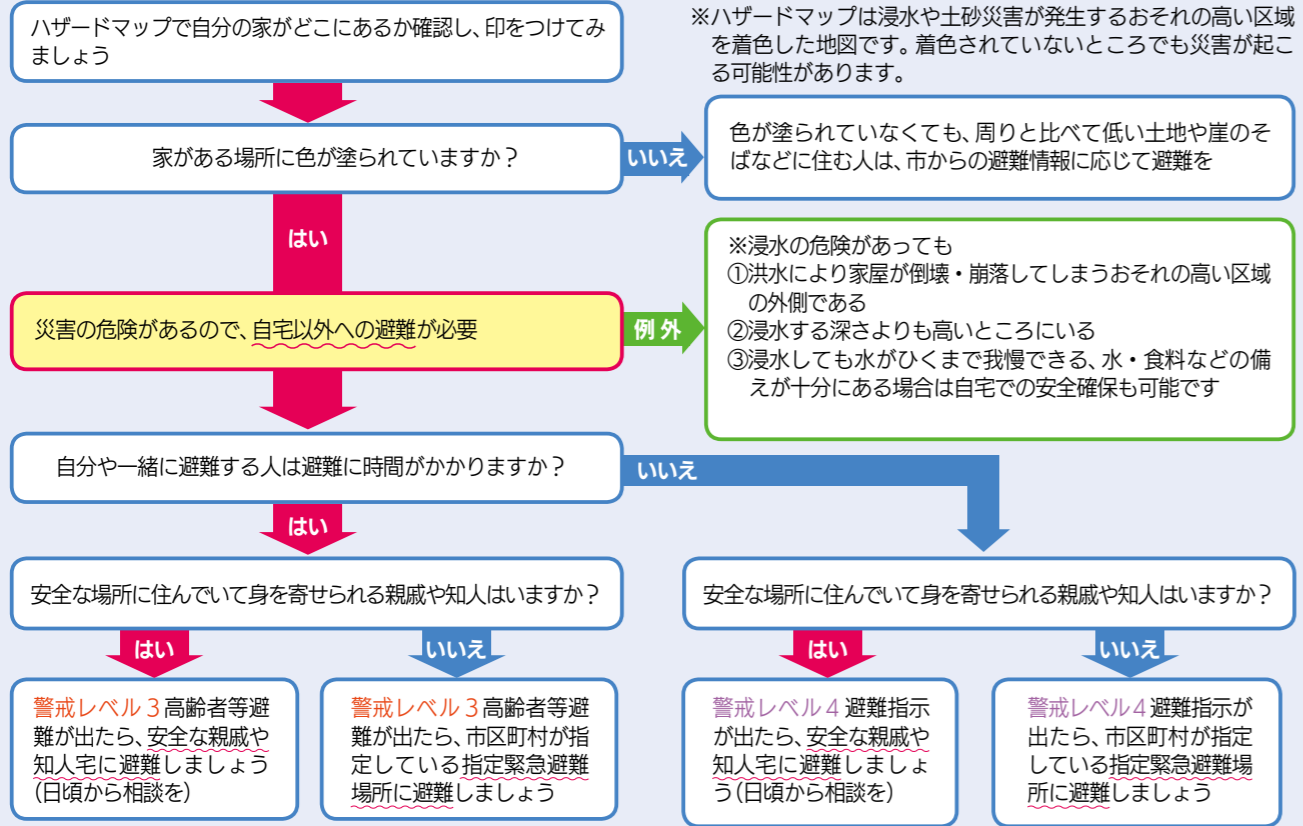 ハザードマップで自分の家がどこにあるか確認し、印をつけてみ
ましょう
※ハザードマップは浸水や土砂災害が発生するおそれの高い区域
を着色した地図です。着色されていないところでも災害が起こ
る可能性があります。
家がある場所に色が塗られていますか？
いいえ
色が塗られていなくても、周りと比べて低い土地や崖のそ
ばなどに住む人は、市からの避難情報に応じて避難を
はい
災害の危険があるので、自宅以外への避難が必要
例外
※浸水の危険があっても
①洪水により家屋が倒壊・崩落してしまうおそれの高い区域
の外側である
②浸水する深さよりも高いところにいる
③浸水しても水がひくまで我慢できる、水・食料などの備
えが十分にある場合は自宅での安全確保も可能です
自分や一緒に避難する人は避難に時間がかかりますか？
いいえ
はい
安全な場所に住んでいて身を寄せられる親戚や知人はいますか？
はい
いいえ
警戒レベル３高齢者等避
難が出たら、安全な親戚や
知人宅に避難しましょう
（日頃から相談を）
警戒レベル３高齢者等避
難が出たら、市区町村が指
定している指定緊急避難
場所に避難しましょう
安全な場所に住んでいて身を寄せられる親戚や知人はいますか？
はい
いいえ
警戒レベル４避難指示
が出たら、安全な親戚や
知人宅に避難しましょ
う（日頃から相談を）
警戒レベル４避難指示が
出たら、市区町村が指定
している指定緊急避難場
所に避難しましょう